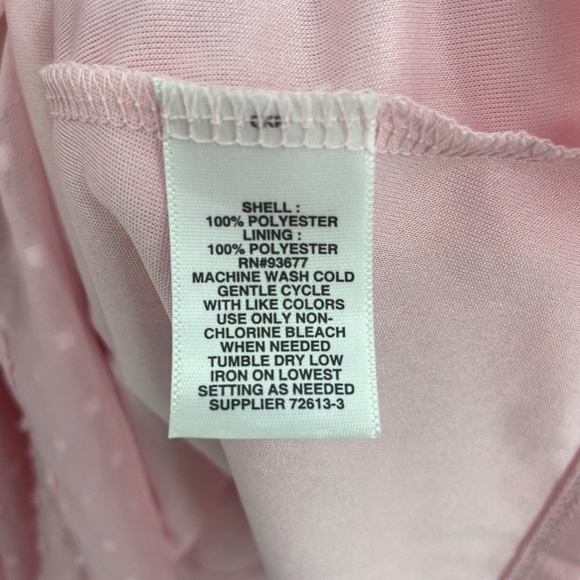 SHELL :
100% POLYESTER
LINING :
100% POLYESTER
RN#93677
MACHINE WASH COLD
GENTLE CYCLE
WITH LIKE COLORS
USE ONLY NON-
CHLORINE BLEACH
WHEN NEEDED
TUMBLE DRY LOW
IRON ON LOWEST
SETTING AS NEEDED
SUPPLIER 72613-3